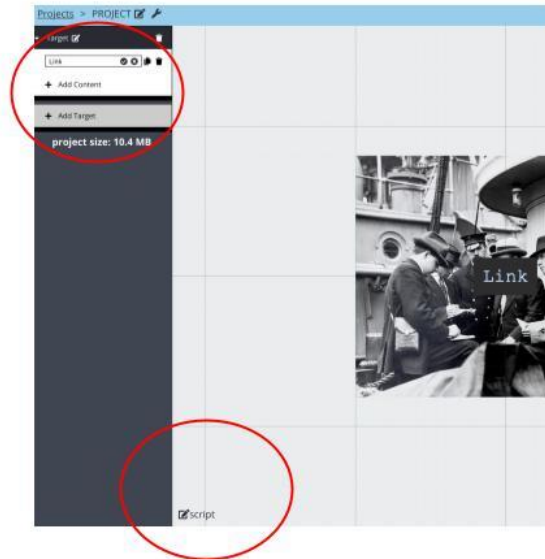 Projects > PROJECT
Target
Link
+ Add Content
+ Add Target
project size: 10.4 MB
Link
script